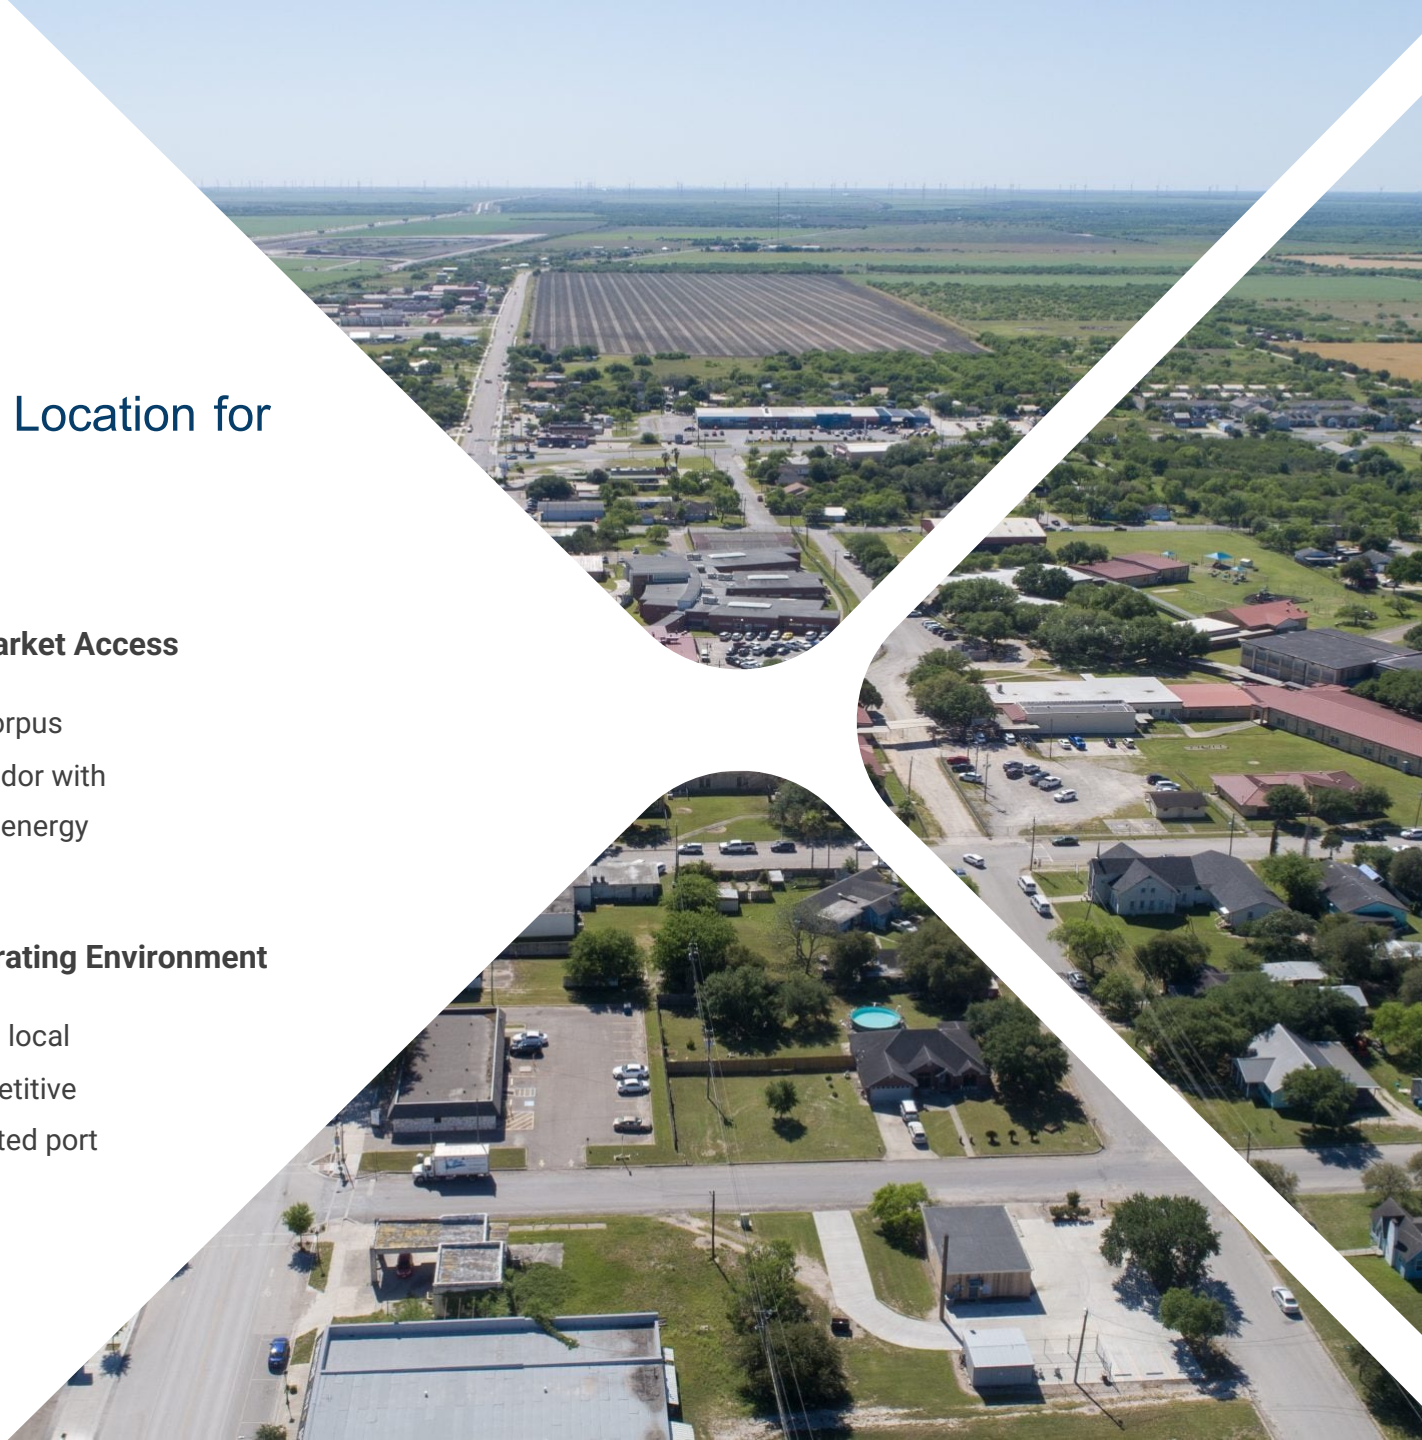 Location for
arket Access
orpus
dor with
energy
rating Environment
local
etitive
ted port